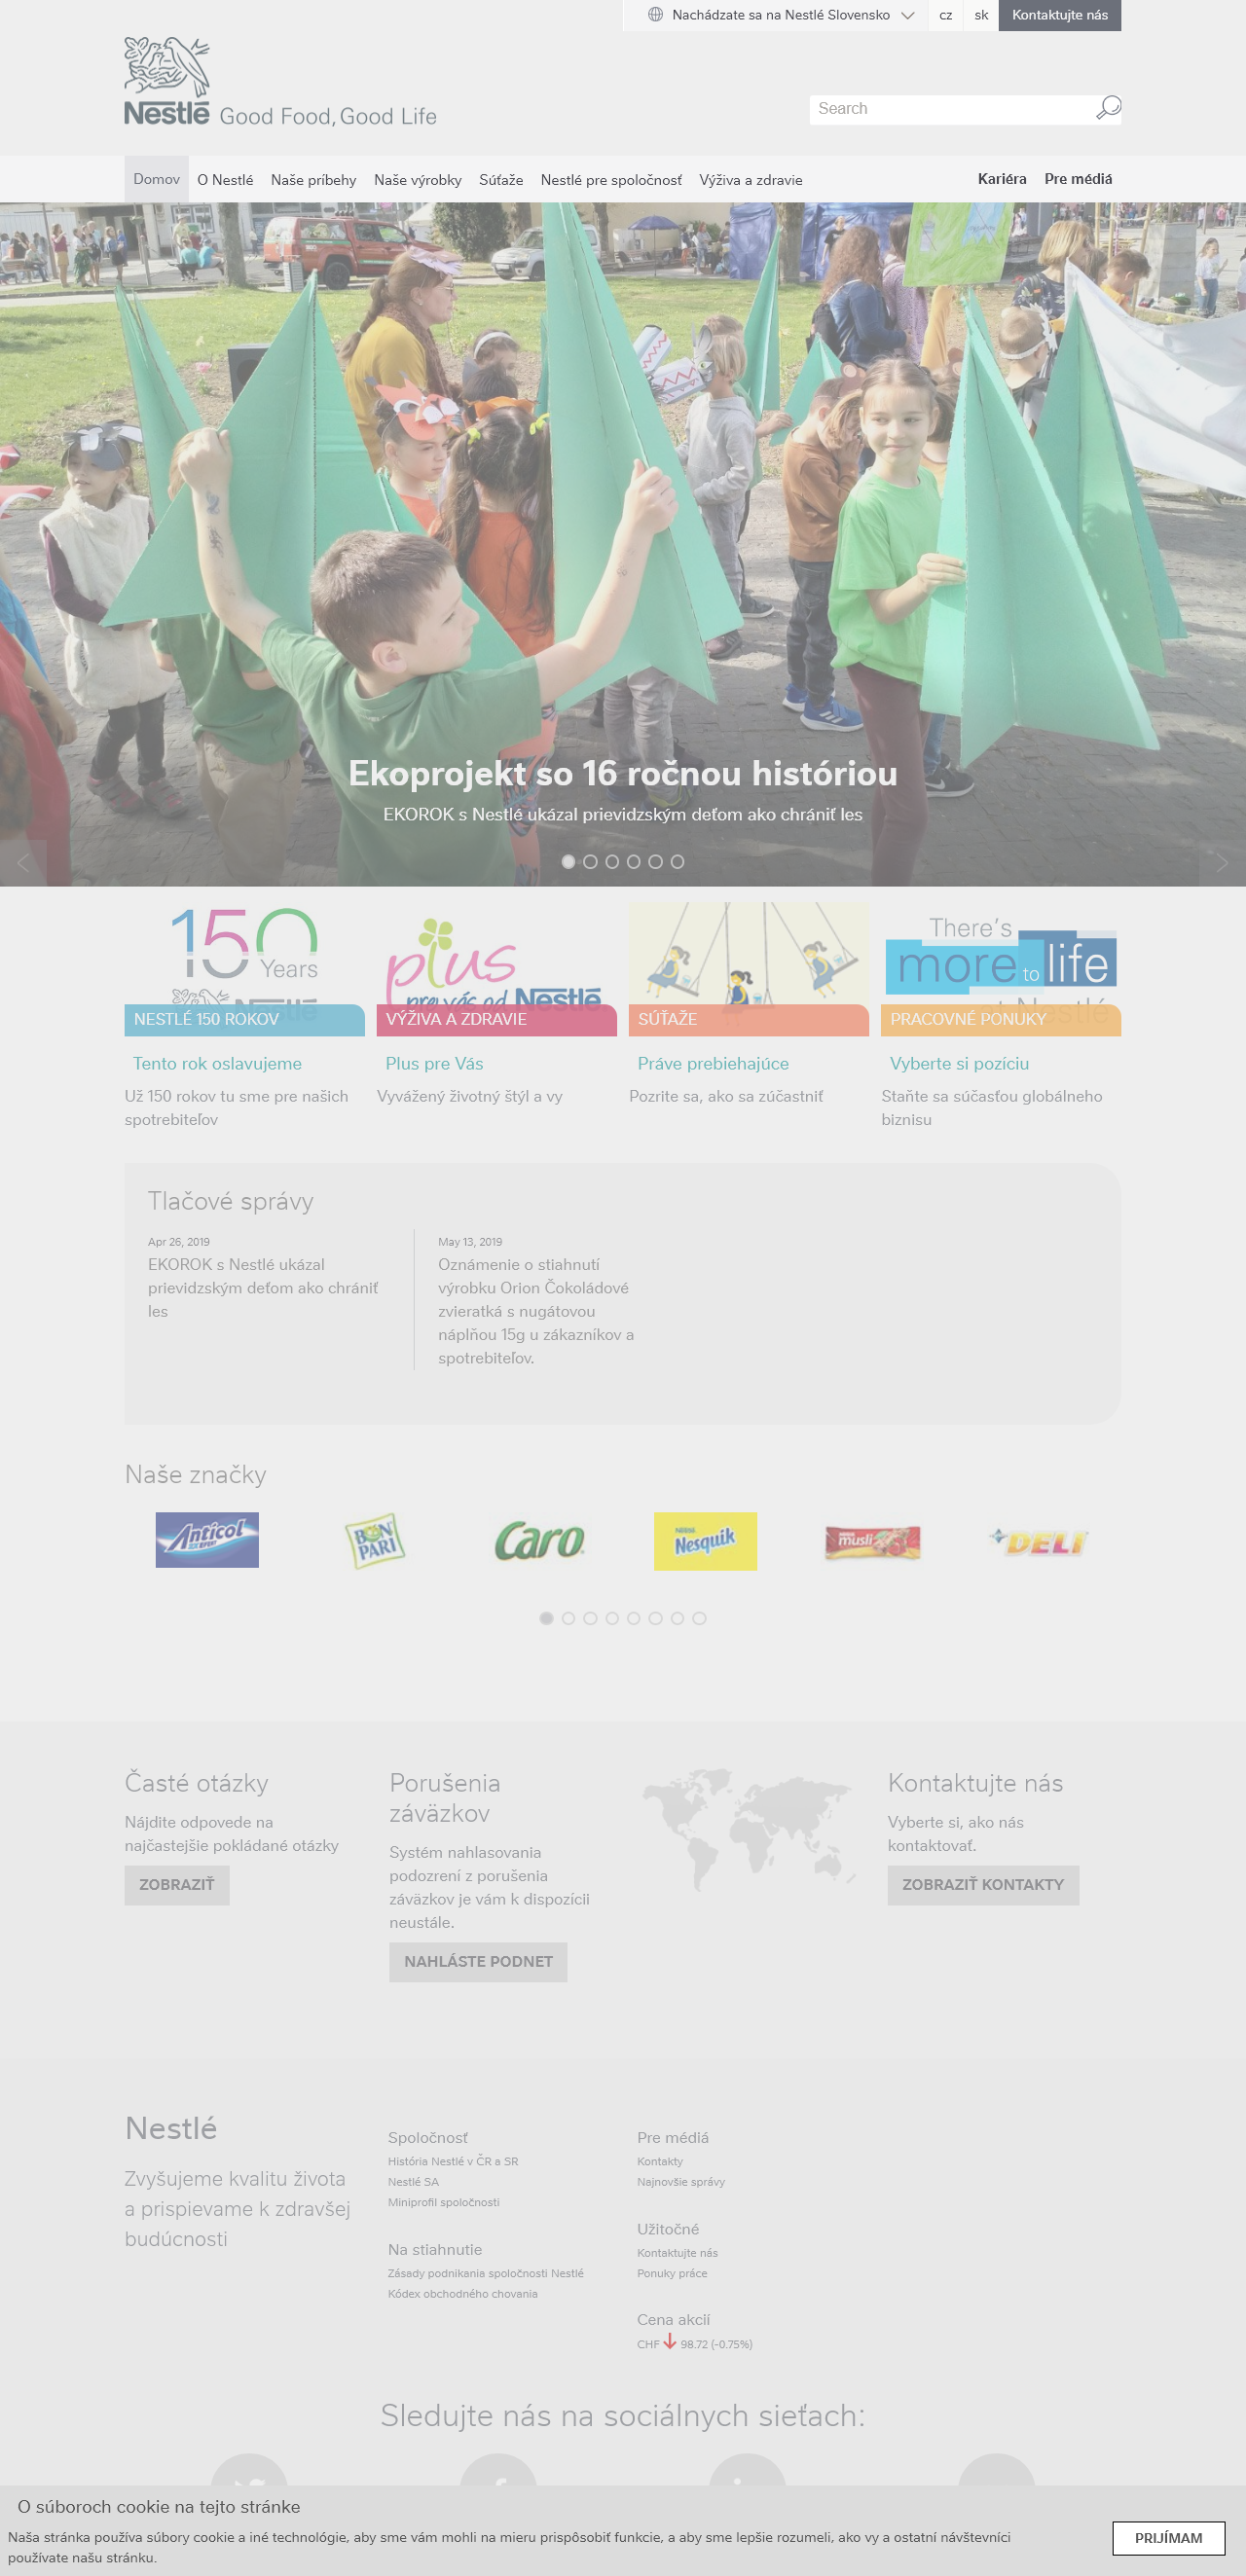 Nachádzate sa na Nestlé Slovensko
cz
sk
Kontaktujte nás
Nestlé Good Food, Good Life
Search
Domov
O Nestlé
Naše príbehy
Naše výrobky
Súťaže
Nestlé pre spoločnosť
Výživa a zdravie
Kariéra
Pre médiá
Ekoprojekt so 16 ročnou históriou
EKOROK s Nestlé ukázal prievidzským deťom ako chrániť les
150
Years
NESTLÉ 150 ROKOV
Tento rok oslavujeme
Už 150 rokov tu sme pre našich
spotrebiteľov
plus
pre vás od Nestlé
VÝŽIVA A ZDRAVIE
Plus pre Vás
Vyvážený životný štýl a vy
SÚŤAŽE
Práve prebiehajúce
Pozrite sa, ako sa zúčastniť
There's
more to life
at Nestlé
PRACOVNÉ PONUKY
Vyberte si pozíciu
Staňte sa súčasťou globálneho
biznisu
Tlačové správy
Apr 26, 2019
EKOROK s Nestlé ukázal
prievidzským deťom ako chrániť
les
May 13, 2019
Oznámenie o stiahnutí
výrobku Orion Čokoládové
zvieratká s nugátovou
náplňou 15g u zákazníkov a
spotrebiteľov.
Naše značky
Anticol
BON
PARI
Caro
Nestlé
Nesquik
musli
DELI
Časté otázky
Nájdite odpovede na
najčastejšie pokládané otázky
ZOBRAZIŤ
Porušenia
záväzkov
Systém nahlasovania
podozrení z porušenia
záväzkov je vám k dispozícii
neustále.
NAHLÁSTE PODNET
Kontaktujte nás
Vyberte si, ako nás
kontaktovať.
ZOBRAZIŤ KONTAKTY
Nestlé
Zvyšujeme kvalitu života
a prispievame k zdravšej
budúcnosti
Spoločnosť
História Nestlé v ČR a SR
Nestlé SA
Miniprofil spoločnosti
Na stiahnutie
Zásady podnikania spoločnosti Nestlé
Kódex obchodného chovania
Pre médiá
Kontakty
Najnovšie správy
Užitočné
Kontaktujte nás
Ponuky práce
Cena akcií
CHF 98.72 (-0.75%)
Sledujte nás na sociálnych sieťach:
O súboroch cookie na tejto stránke
Naša stránka používa súbory cookie a iné technológie, aby sme vám mohli na mieru prispôsobiť funkcie, a aby sme lepšie rozumeli, ako vy a ostatní návštevníci
používate našu stránku.
PRIJÍMAM